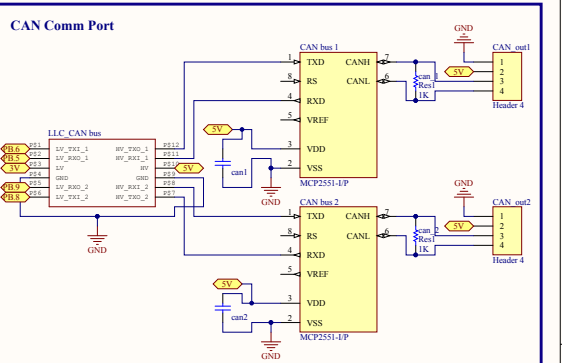 CAN Comm Port
CAN bus 1
GND
CAN_out1
1 TXD CANH 7
8 RS CANL 6
4 RXD
5 VREF
3 VDD
2 VSS
MCP2551-I/P
can_1
Res1
1K
5V
1
2
3
4
Header 4
5V
can1
GND
LLC_CAN bus
PB.6 PS1 LV_TXI_1 HV_TXO_1 PS12
PB.5 PS2 LV_RXO_1 HV_RXI_1 PS11
3V PS3 LV HV PS10 5V
PS4 GND GND PS9
PB.9 PS5 LV_RXO_2 HV_RXI_2 PS8
PB.8 PS6 LV_TXI_2 HV_TXO_2 PS7
GND
CAN bus 2
GND
CAN_out2
1 TXD CANH 7
8 RS CANL 6
4 RXD
5 VREF
3 VDD
2 VSS
MCP2551-I/P
can_2
Res1
1K
5V
1
2
3
4
Header 4
5V
can2
GND